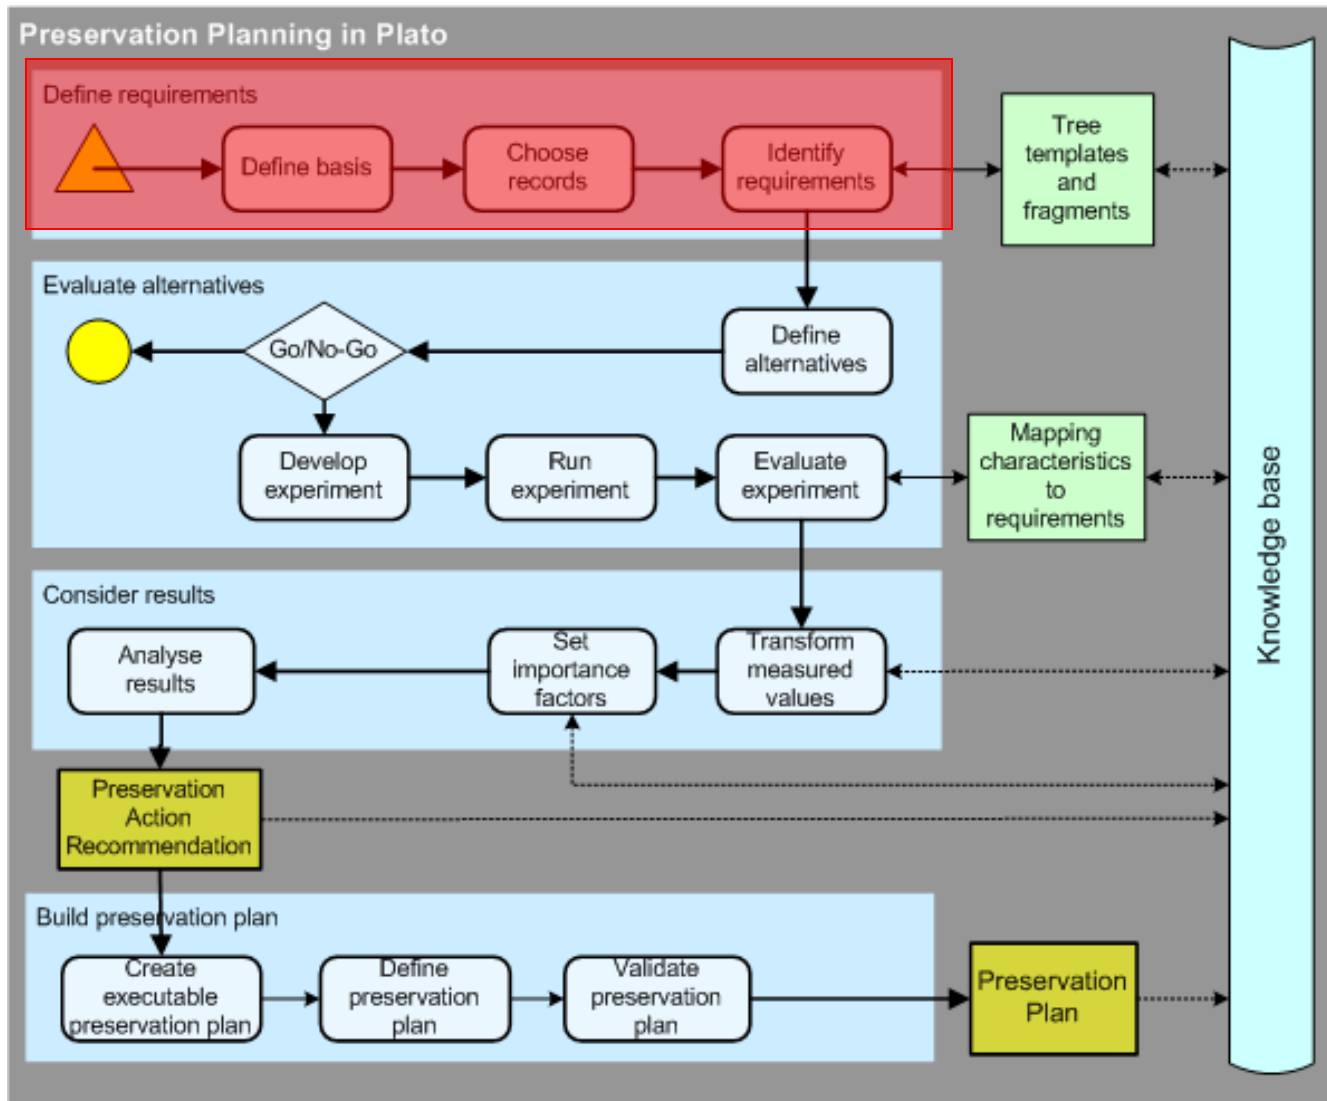 Preservation Planning in Plato
Define requirements
Define basis
Choose
records
Identify
requirements
Tree
templates
and
fragments
Evaluate alternatives
Go/No-Go
Define
alternatives
Develop
experiment
Run
experiment
Evaluate
experiment
Mapping
characteristics
to
requirements
Knowledge base
Consider results
Analyse
results
Set
importance
factors
Transform
measured
values
Preservation
Action
Recommendation
Build preservation plan
Create
executable
preservation plan
Define
preservation
plan
Validate
preservation
plan
Preservation
Plan